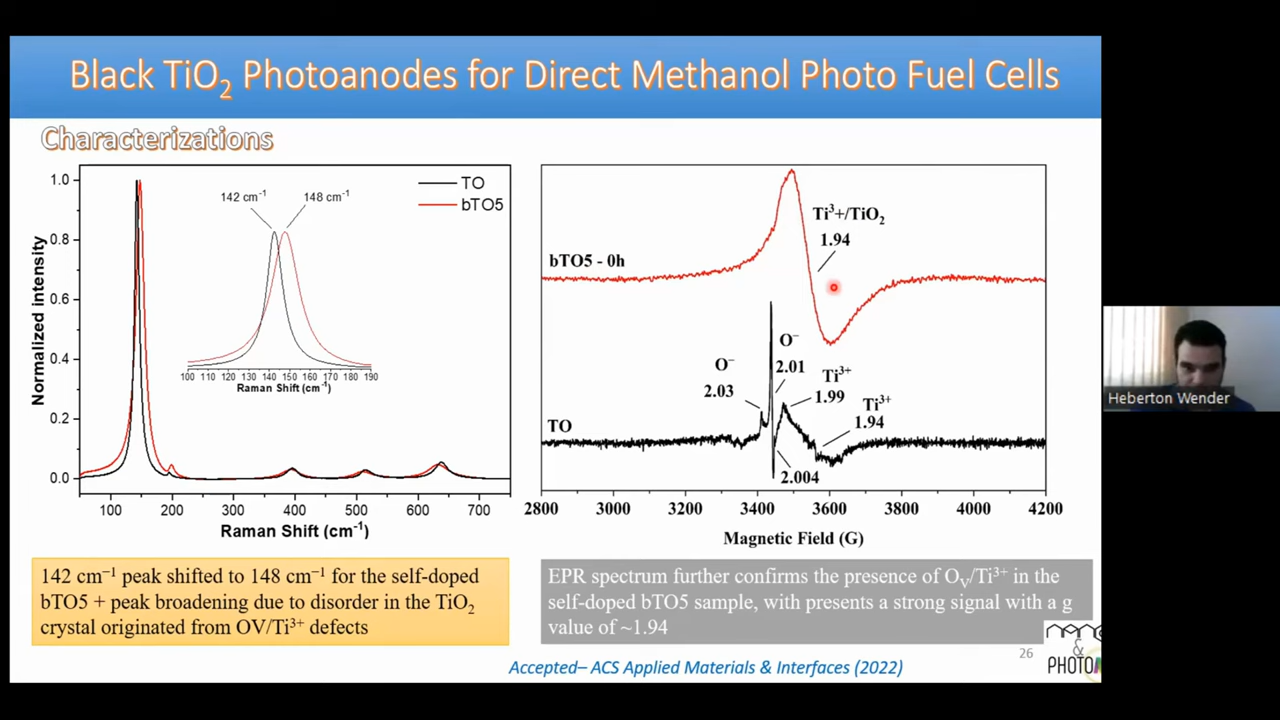 Black TiO2 Photoanodes for Direct Methanol Photo Fuel Cells
Characterizations
1.0
0.8
0.6
0.4
0.2
0.0
Normalized intensity
142 cm-1
148 cm-1
TO
bTO5
100 110 120 130 140 150 160 170 180 190
Raman Shift (cm-1)
100 200 300 400 500 600 700
Raman Shift (cm-1)
bTO5 - 0h
Ti3+/TiO2
1.94
O−
2.03
O−
2.01
Ti3+
1.99
Ti3+
1.94
TO
2.004
2800 3000 3200 3400 3600 3800 4000 4200
Magnetic Field (G)
142 cm−1 peak shifted to 148 cm−1 for the self-doped
bTO5 + peak broadening due to disorder in the TiO2
crystal originated from OV/Ti3+ defects
EPR spectrum further confirms the presence of OV/Ti3+ in the
self-doped bTO5 sample, with presents a strong signal with a g
value of ~1.94
Accepted– ACS Applied Materials & Interfaces (2022)
26
NANO
&
PHOTO
Heberton Wender